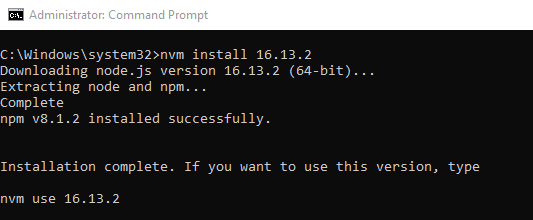 Administrator: Command Prompt
C:\Windows\system32>nvm install 16.13.2
Downloading node.js version 16.13.2 (64-bit)...
Extracting node and npm...
Complete
npm v8.1.2 installed successfully.
Installation complete. If you want to use this version, type
nvm use 16.13.2